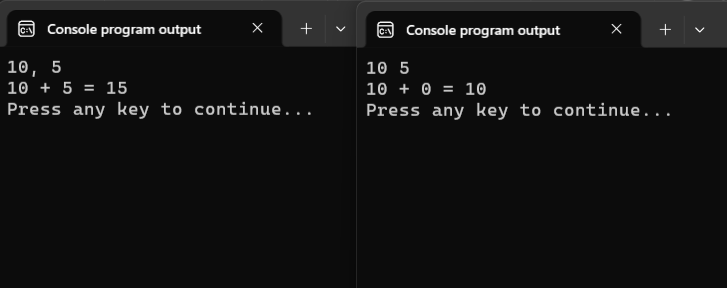 Console program output
10, 5
10 + 5 = 15
Press any key to continue...
Console program output
10 5
10 + 0 = 10
Press any key to continue...